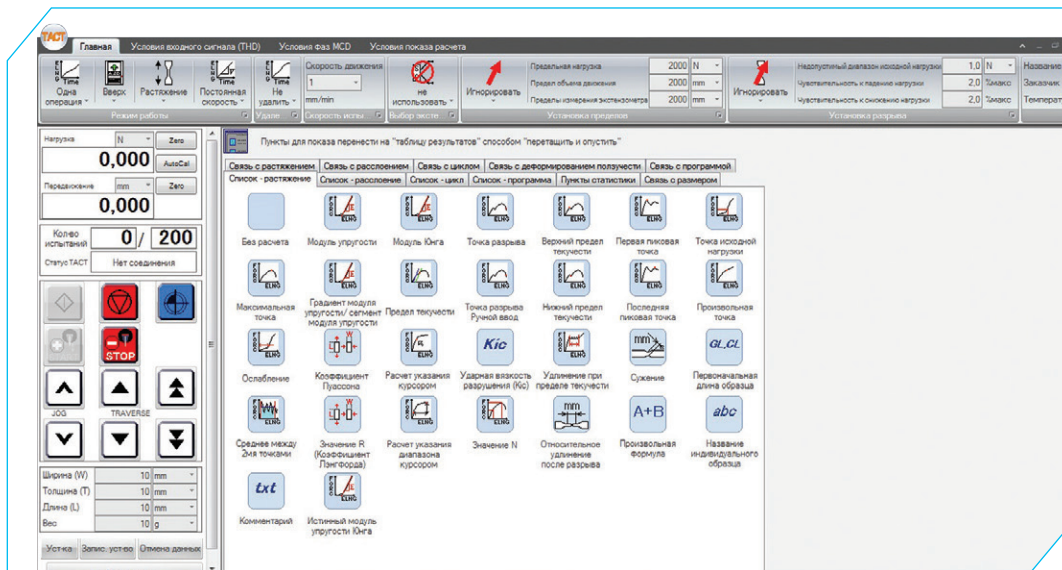 TACT
Главная Условия входного сигнала (THD) Условия Фаз MCD Условия показа расчета
Одна операция Вверх Растяжение Постоянная скорость Не удалить Скорость движения 1 mm/min не использовать Игнорировать
Предельная нагрузка 2000 N
Предел объема движения 2000 mm
Пределы измерения экстензометра 2000 mm
Игнорировать
Недопустимый диапазон исходной нагрузки 1,0 N
Чувствительность к падению нагрузки 2,0 %макс
Чувствительность к снижению нагрузки 2,0 %макс
Название
Заказчик
Температ
Режим работы Удале Скорость испы... Выбор эксте... Установка пределов Установка разрыва
Нагрузка N Zero
0,000 AutoCal
Передвижение mm Zero
0,000
Кол-во испытаний 0 / 200
Статус TACT Нет соединения
STOP
JOG TRAVERSE
Ширина (W) 10 mm
Толщина (T) 10 mm
Длина (L) 10 mm
Вес 10 g
Уст-ка Запис. уст-во Отмена данных
Пункты для показа перенести на "таблицу результатов" способом "перетащить и опустить"
Связь с растяжением Связь с расслоением Связь с циклом Связь с деформированием ползучести Связь с программой
Список - растяжение Список - расслоение Список - цикл Список - программа Пункты статистики Связь с размером
Без расчета Модуль упругости Модуль Юнга Точка разрыва Верхний предел текучести Первая пиковая точка Точка исходной нагрузки
Максимальная точка Градиент модуля упругости/ сегмент модуля упругости Предел текучести Точка разрыва Ручной ввод Нижний предел текучести Последняя пиковая точка Произвольная точка
Kic mm GL,CL
Ослабление Коэффициент Пуассона Расчет указания курсором Ударная вязкость разрушения (Kic) Удлинение при пределе текучести Сужение Первоначальная длина образца
mm A+B abc
Среднее между 2мя точками Значение R (Коэффициент Лэнгфорда) Расчет указания диапазона курсором Значение N Относительное удлинение после разрыва Произвольная формула Название индивидуального образца
txt
Комментарий Истинный модуль упругости Юнга